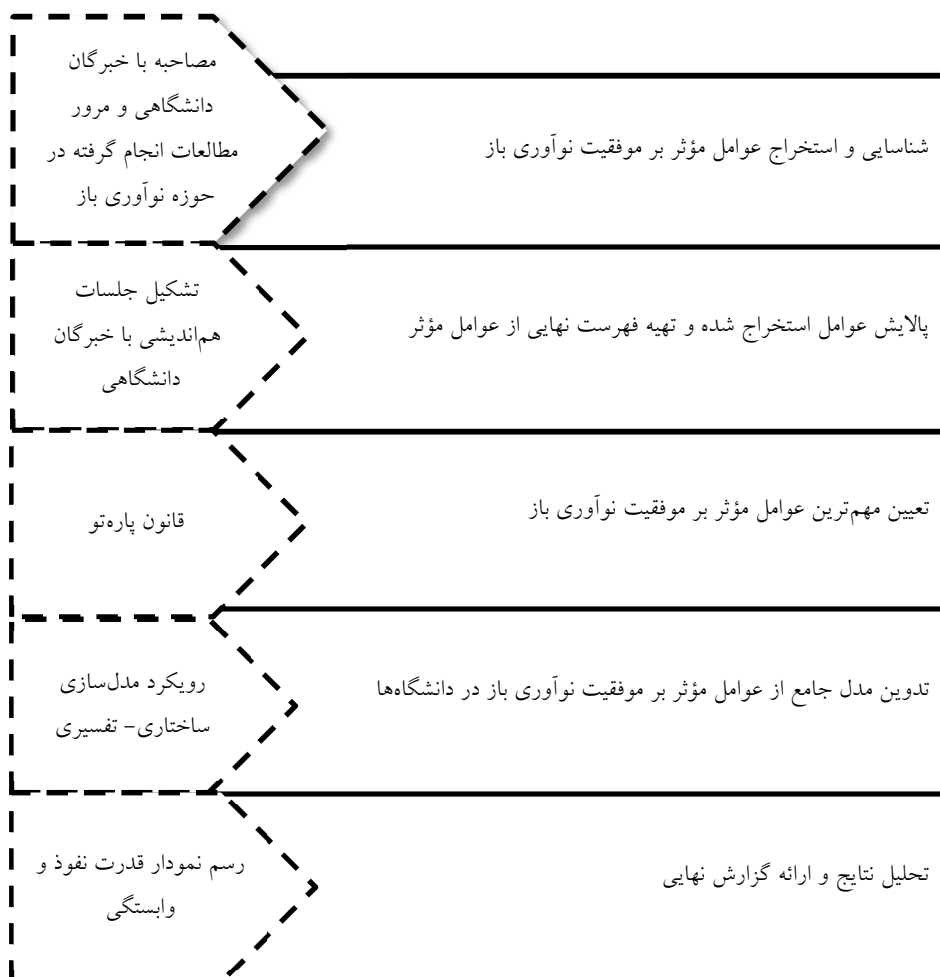 مصاحبه با خبرگان
دانشگاهی و مرور
مطالعات انجام گرفته در
حوزه نوآوری باز
شناسایی و استخراج عوامل مؤثر بر موفقیت نوآوری باز
تشکیل جلسات
هم‌اندیشی با خبرگان
دانشگاهی
پالایش عوامل استخراج شده و تهیه فهرست نهایی از عوامل مؤثر
قانون پاره‌تو
تعیین مهم‌ترین عوامل مؤثر بر موفقیت نوآوری باز
رویکرد مدل‌سازی
ساختاری- تفسیری
تدوین مدل جامع از عوامل مؤثر بر موفقیت نوآوری باز در دانشگاه‌ها
رسم نمودار قدرت نفوذ و
وابستگی
تحلیل نتایج و ارائه گزارش نهایی